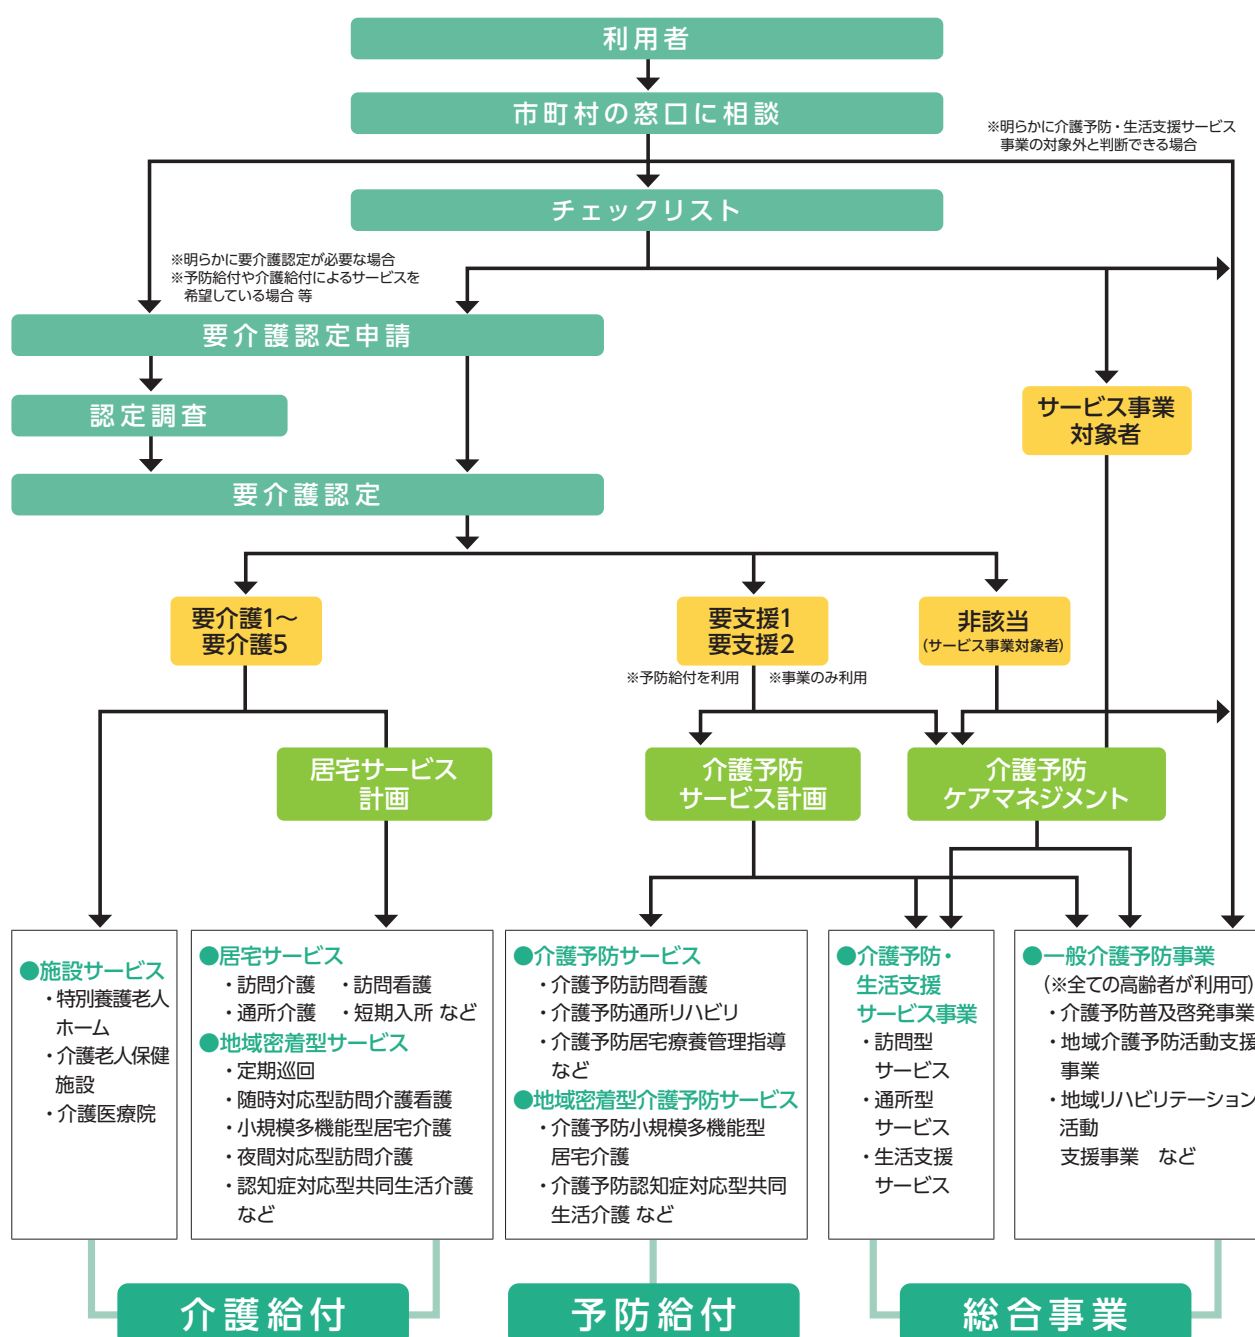 利用者
市町村の窓口に相談
※明らかに介護予防・生活支援サービス
事業の対象外と判断できる場合
チェックリスト
※明らかに要介護認定が必要な場合
※予防給付や介護給付によるサービスを
希望している場合 等
要介護認定申請
認定調査
サービス事業
対象者
要介護認定
要介護1〜
要介護5
要支援1
要支援2
非該当
(サービス事業対象者)
※予防給付を利用
※事業のみ利用
居宅サービス
計画
介護予防
サービス計画
介護予防
ケアマネジメント
●施設サービス
・特別養護老人
ホーム
・介護老人保健
施設
・介護医療院
●居宅サービス
・訪問介護 ・訪問看護
・通所介護 ・短期入所 など
●地域密着型サービス
・定期巡回
・随時対応型訪問介護看護
・小規模多機能型居宅介護
・夜間対応型訪問介護
・認知症対応型共同生活介護
など
●介護予防サービス
・介護予防訪問看護
・介護予防通所リハビリ
・介護予防居宅療養管理指導
など
●地域密着型介護予防サービス
・介護予防小規模多機能型
居宅介護
・介護予防認知症対応型共同
生活介護 など
●介護予防・
生活支援
サービス事業
・訪問型
サービス
・通所型
サービス
・生活支援
サービス
●一般介護予防事業
(※全ての高齢者が利用可)
・介護予防普及啓発事業
・地域介護予防活動支援
事業
・地域リハビリテーション
活動
支援事業 など
介護給付
予防給付
総合事業